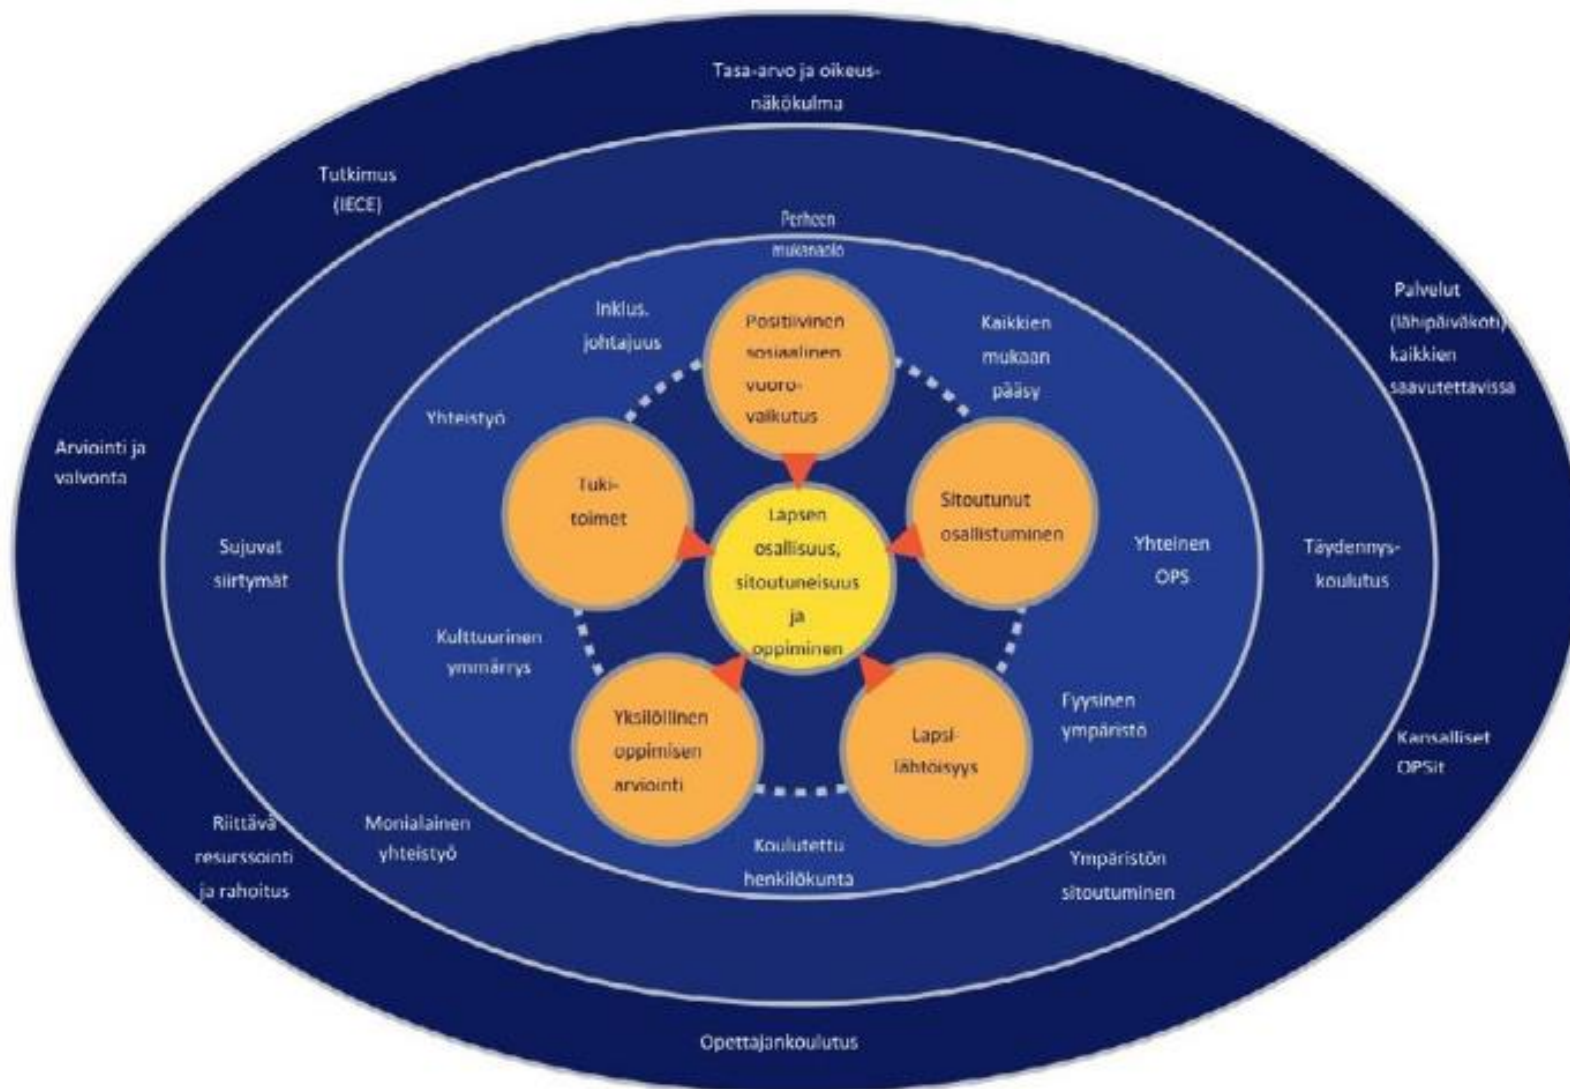 Tasa-arvo ja oikeus-
näkökulma
Tutkimus
(IECE)
Perheen
mukanaolo
Palvelut
(lähipäiväkoti)
kaikkien
saavutettavissa
Inklus.
johtajuus
Positiivinen
sosiaalinen
vuoro-
vaikutus
Kaikkien
mukaan
pääsy
Yhteistyö
Arviointi ja
valvonta
Tuki-
toimet
Lapsen
osallisuus,
sitoutuneisuus
ja
oppiminen
Sitoutunut
osallistuminen
Sujuvat
siirtymät
Yhteinen
OPS
Täydennys-
koulutus
Kulttuurinen
ymmärrys
Yksilöllinen
oppimisen
arviointi
Lapsi-
lähtöisyys
Fyysinen
ympäristö
Kansalliset
OPSit
Riittävä
resurssointi
ja rahoitus
Monialainen
yhteistyö
Koulutettu
henkilökunta
Ympäristön
sitoutuminen
Opettajankoulutus